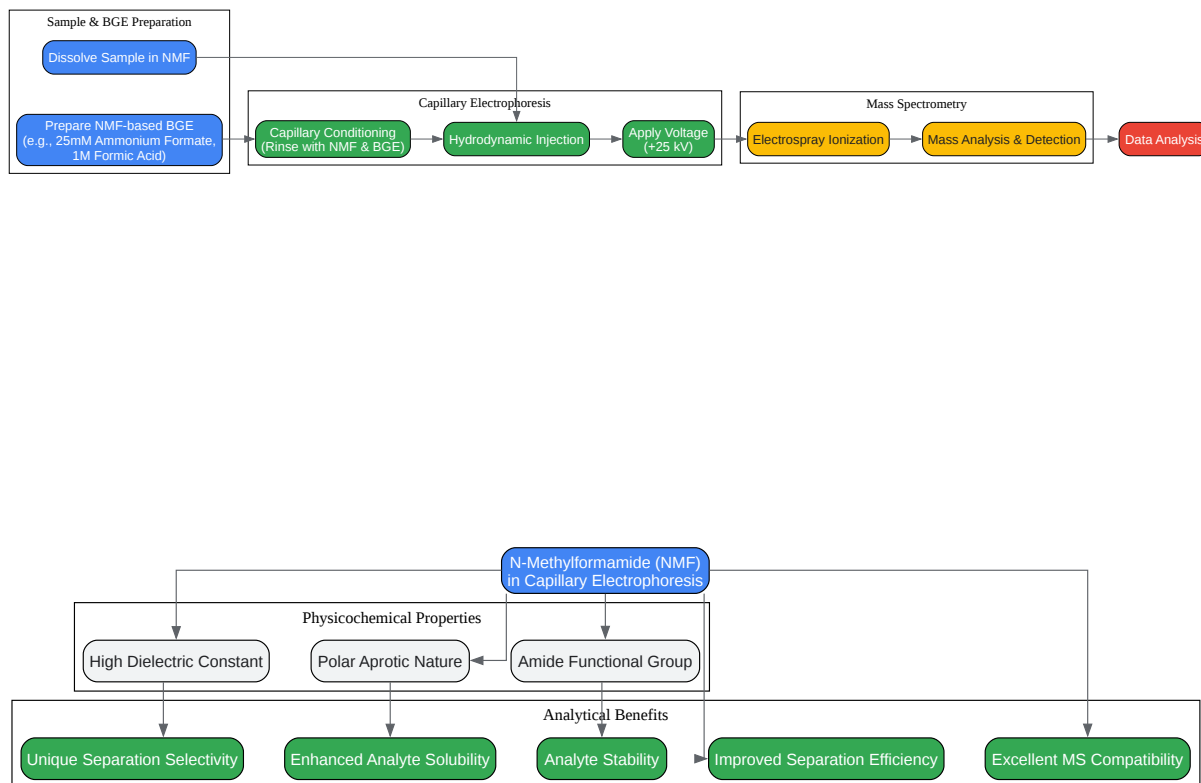 Sample & BGE Preparation
Dissolve Sample in NMF
Prepare NMF-based BGE
(e.g., 25mM Ammonium Formate,
1M Formic Acid)
Capillary Electrophoresis
Capillary Conditioning
(Rinse with NMF & BGE)
Hydrodynamic Injection
Apply Voltage
(+25 kV)
Mass Spectrometry
Electrospray Ionization
Mass Analysis & Detection
Data Analysis
N-Methylformamide (NMF)
in Capillary Electrophoresis
Physicochemical Properties
High Dielectric Constant
Polar Aprotic Nature
Amide Functional Group
Analytical Benefits
Unique Separation Selectivity
Enhanced Analyte Solubility
Analyte Stability
Improved Separation Efficiency
Excellent MS Compatibility